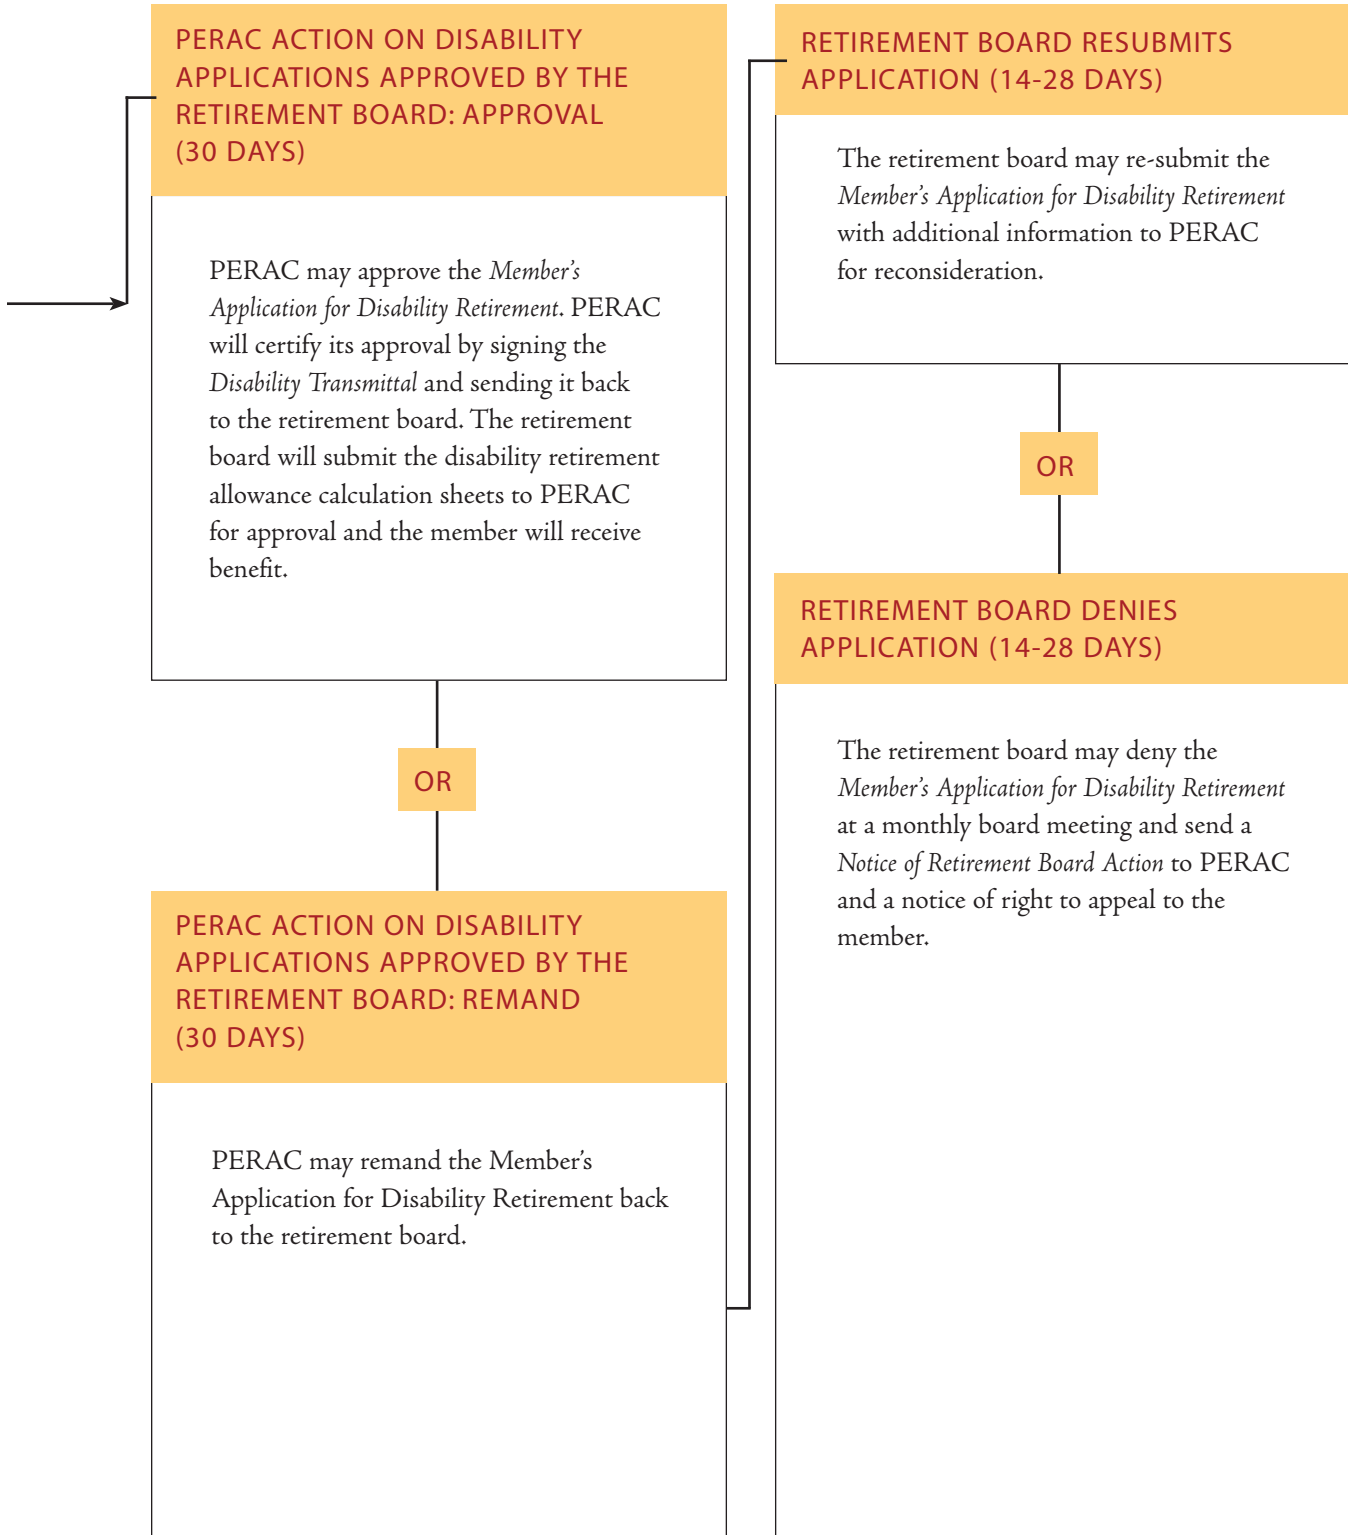 PERAC ACTION ON DISABILITY
APPLICATIONS APPROVED BY THE
RETIREMENT BOARD: APPROVAL
(30 DAYS)
PERAC may approve the Member’s
Application for Disability Retirement. PERAC
will certify its approval by signing the
Disability Transmittal and sending it back
to the retirement board. The retirement
board will submit the disability retirement
allowance calculation sheets to PERAC
for approval and the member will receive
benefit.
OR
PERAC ACTION ON DISABILITY
APPLICATIONS APPROVED BY THE
RETIREMENT BOARD: REMAND
(30 DAYS)
PERAC may remand the Member’s
Application for Disability Retirement back
to the retirement board.
RETIREMENT BOARD RESUBMITS
APPLICATION (14-28 DAYS)
The retirement board may re-submit the
Member’s Application for Disability Retirement
with additional information to PERAC
for reconsideration.
OR
RETIREMENT BOARD DENIES
APPLICATION (14-28 DAYS)
The retirement board may deny the
Member’s Application for Disability Retirement
at a monthly board meeting and send a
Notice of Retirement Board Action to PERAC
and a notice of right to appeal to the
member.